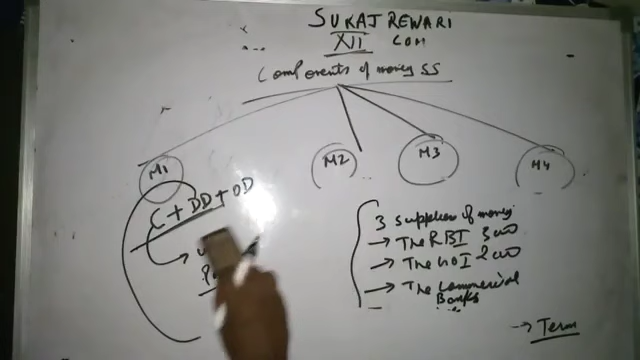 SURAJ REWARI
XII COM
Components of money SS
M1
M2
M3
M4
C + DD + OD
3 suppliers of money
→ The RBI
→ The GOI
→ The commercial
Banks
→ Term